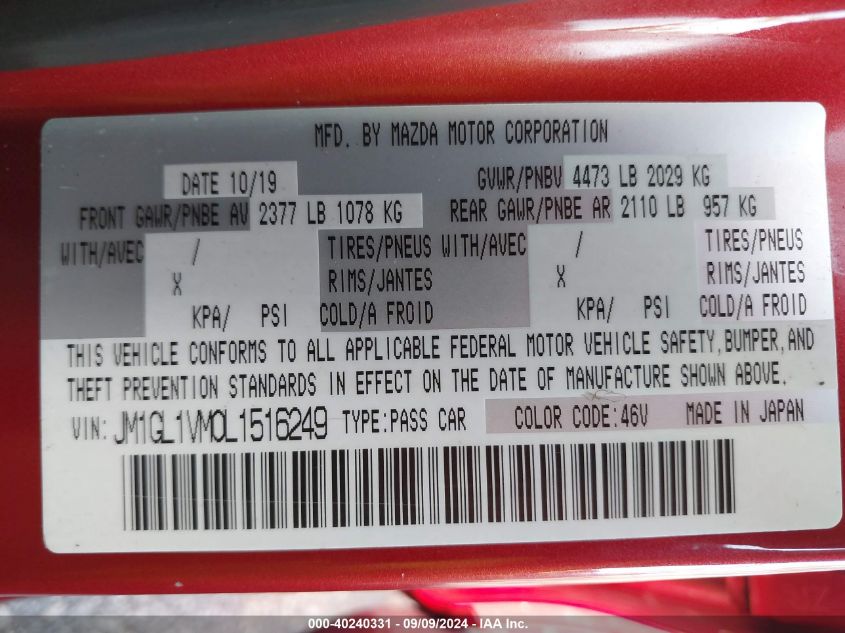 MFD. BY MAZDA MOTOR CORPORATION
DATE 10/19 GVWR/PNBV 4473 LB 2029 KG
FRONT GAWR/PNBE AV 2377 LB 1078 KG REAR GAWR/PNBE AR 2110 LB 957 KG
WITH/AVEC / TIRES/PNEUS WITH/AVEC / TIRES/PNEUS
X RIMS/JANTES X RIMS/JANTES
KPA/ PSI COLD/A FROID KPA/ PSI COLD/A FROID
THIS VEHICLE CONFORMS TO ALL APPLICABLE FEDERAL MOTOR VEHICLE SAFETY, BUMPER, AND
THEFT PREVENTION STANDARDS IN EFFECT ON THE DATE OF MANUFACTURE SHOWN ABOVE.
VIN: JM1GL1VM0L1516249 TYPE: PASS CAR COLOR CODE: 46V MADE IN JAPAN
000-40240331 - 09/09/2024 - IAA Inc.